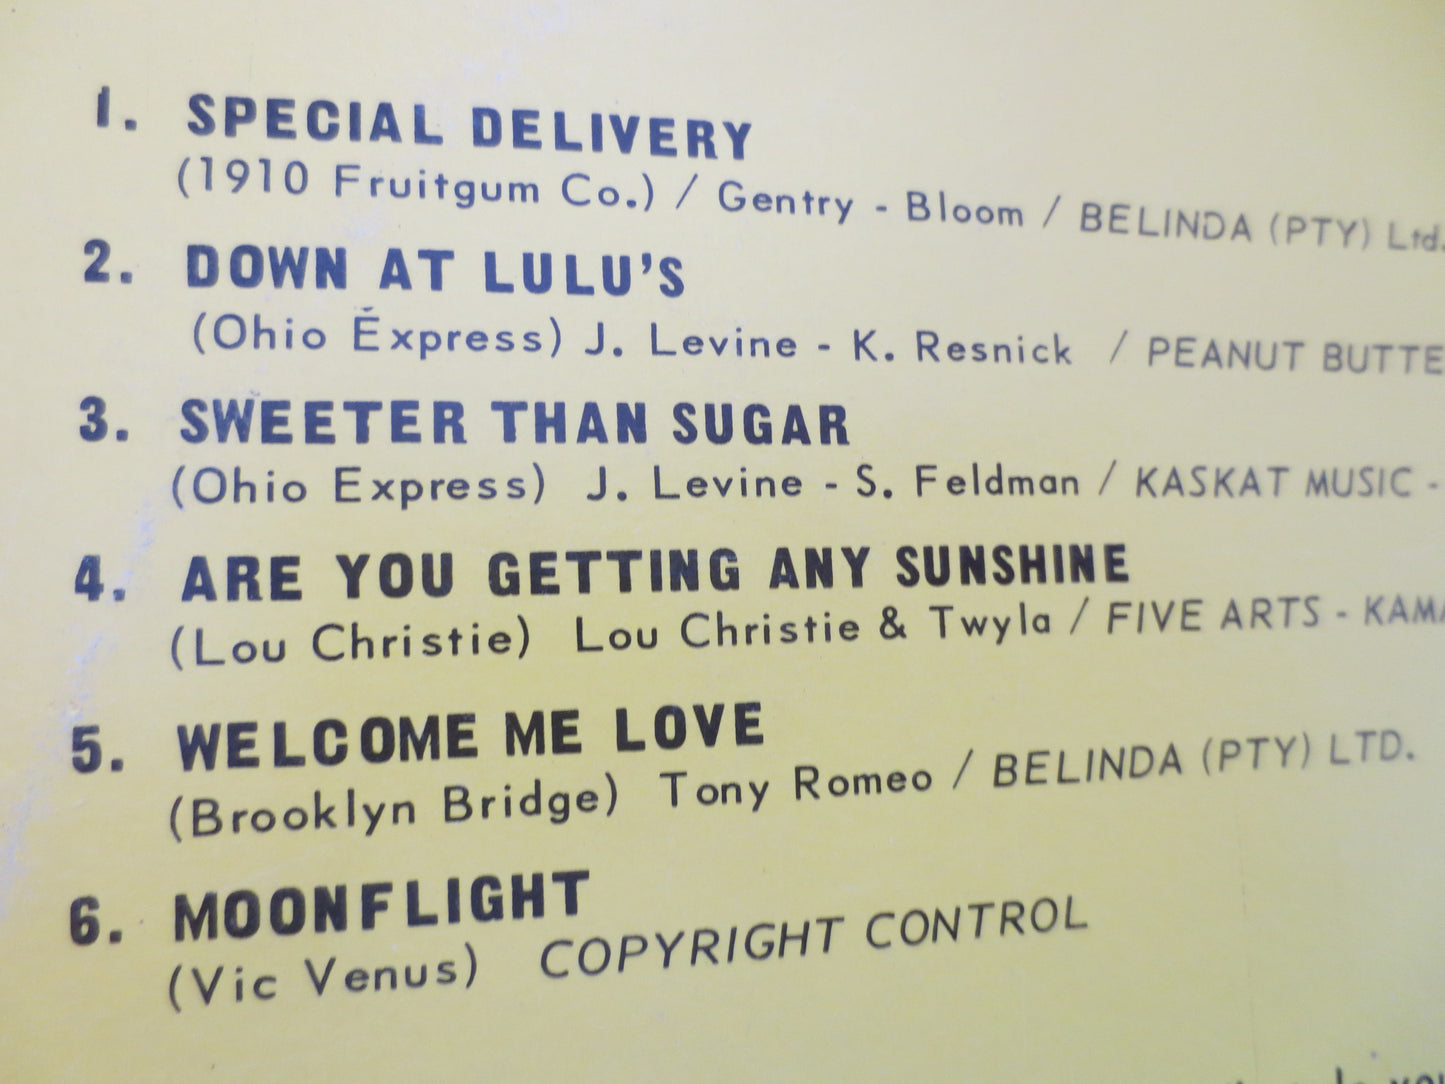 1. SPECIAL DELIVERY
(1910 Fruitgum Co.) / Gentry - Bloom / BELINDA (PTY) Ltd.
2. DOWN AT LULU'S
(Ohio Express) J. Levine - K. Resnick / PEANUT BUTTE
3. SWEETER THAN SUGAR
(Ohio Express) J. Levine - S. Feldman / KASKAT MUSIC -
4. ARE YOU GETTING ANY SUNSHINE
(Lou Christie) Lou Christie & Twyla / FIVE ARTS - KAMA
5. WELCOME ME LOVE
(Brooklyn Bridge) Tony Romeo / BELINDA (PTY) LTD.
6. MOONFLIGHT
(Vic Venus) COPYRIGHT CONTROL